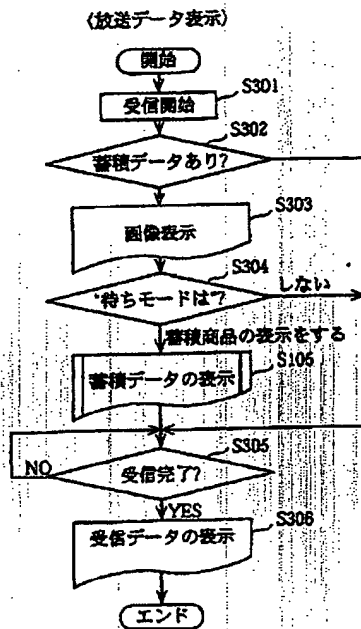 〈放送データ表示〉
開始
受信開始
S301
S302
蓄積データあり?
S303
画像表示
S304
"待ちモードは"?
しない
蓄積商品の表示をする
S105
蓄積データの表示
S305
NO
受信完了?
YES
S306
受信データの表示
エンド